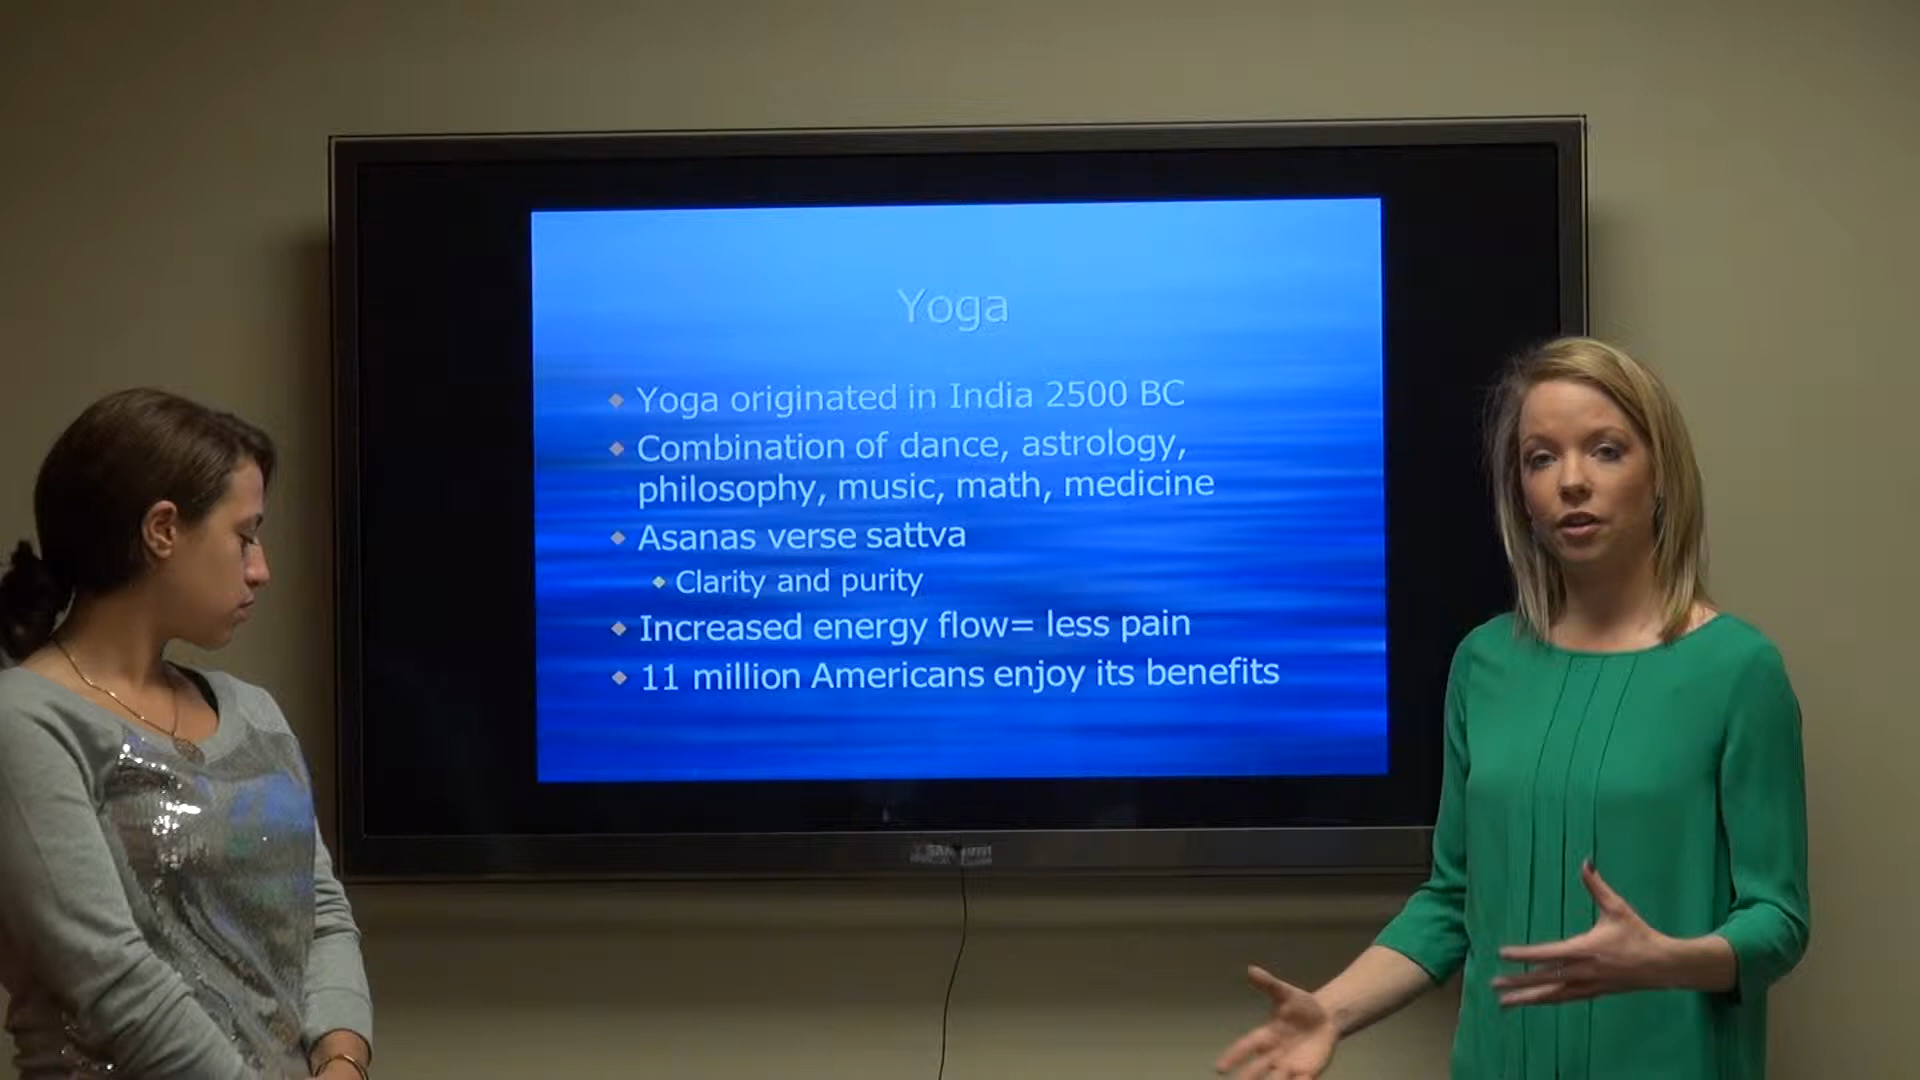 Yoga
Yoga originated in India 2500 BC
Combination of dance, astrology,
philosophy, music, math, medicine
Asanas verse sattva
Clarity and purity
Increased energy flow= less pain
11 million Americans enjoy its benefits